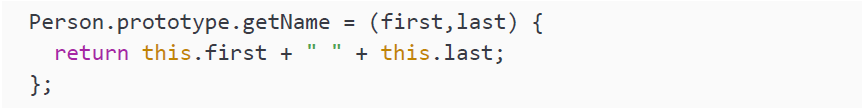 Person.prototype.getName = (first,last) {
  return this.first + " " + this.last;
};